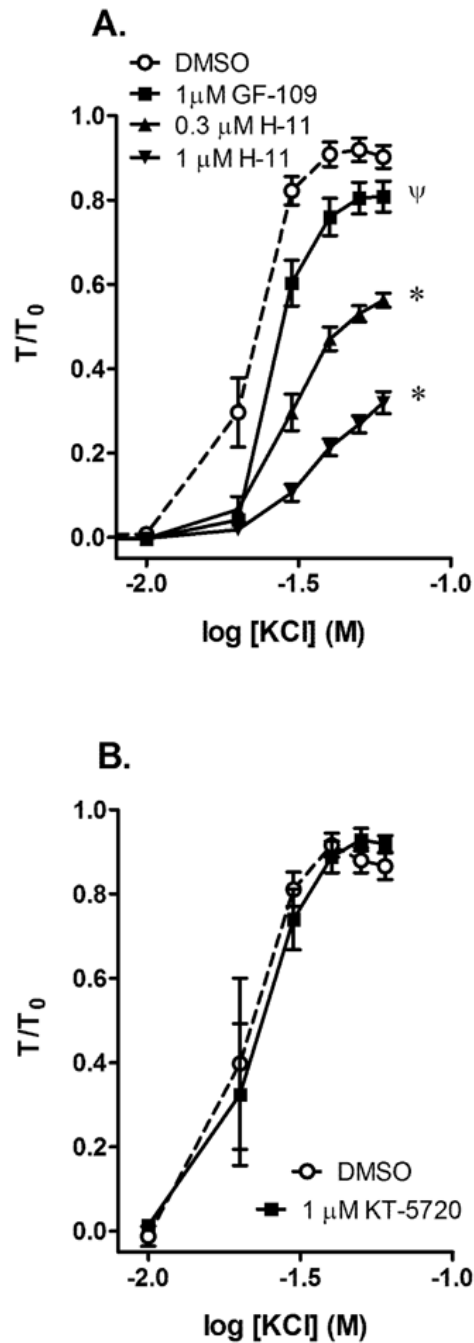 A.
DMSO
1μM GF-109
0.3 μM H-11
1 μM H-11
1.0
0.8
0.6
0.4
0.2
0.0
T/T₀
ψ
*
*
-2.0 -1.5 -1.0
log [KCl] (M)
B.
1.0
0.8
0.6
0.4
0.2
0.0
T/T₀
DMSO
1 μM KT-5720
-2.0 -1.5 -1.0
log [KCl] (M)